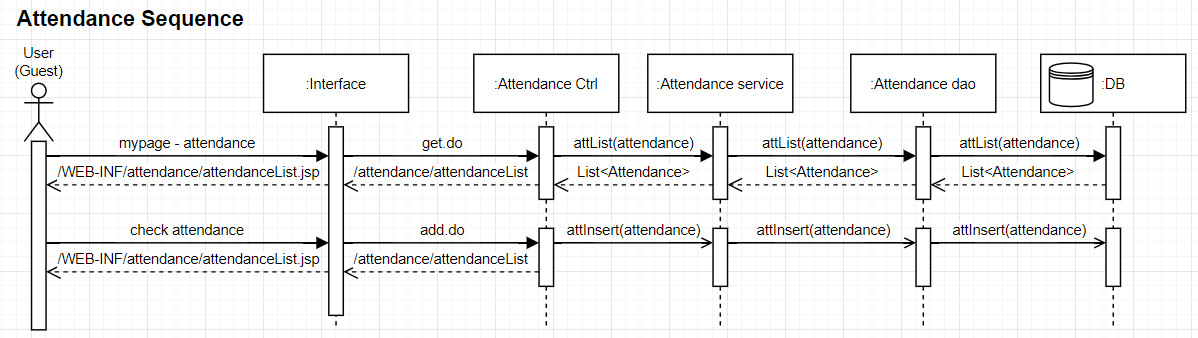 Attendance Sequence
User
(Guest)
:Interface
:Attendance Ctrl
:Attendance service
:Attendance dao
:DB
mypage - attendance
get.do
attList(attendance)
attList(attendance)
attList(attendance)
/WEB-INF/attendance/attendanceList.jsp
/attendance/attendanceList
List<Attendance>
List<Attendance>
List<Attendance>
check attendance
add.do
attInsert(attendance)
attInsert(attendance)
attInsert(attendance)
/WEB-INF/attendance/attendanceList.jsp
/attendance/attendanceList